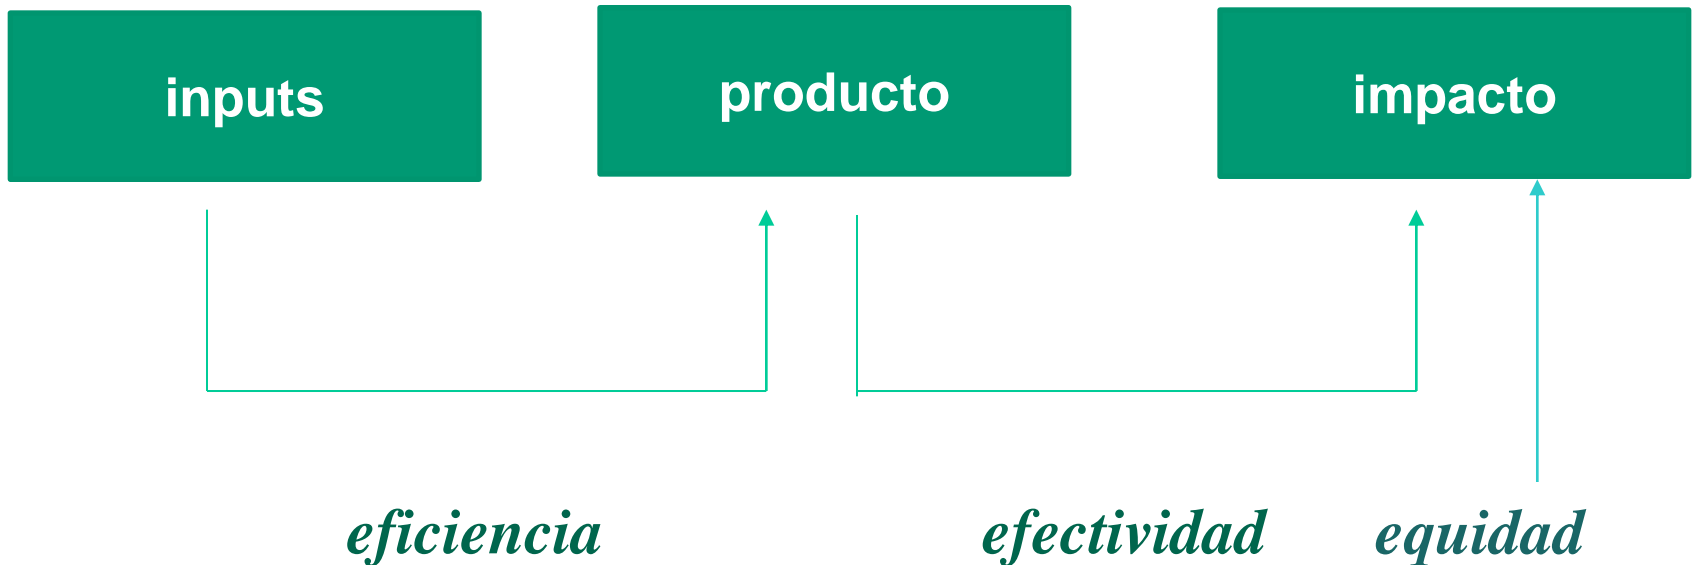 inputs
producto
impacto
eficiencia
efectividad
equidad